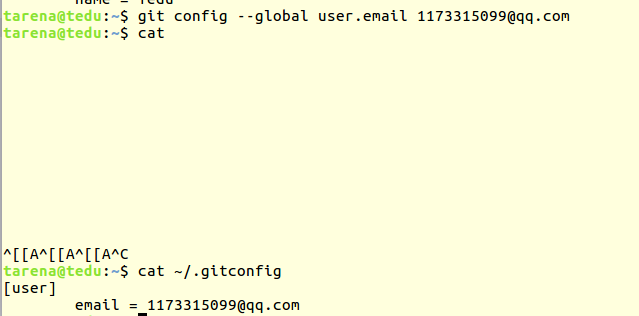 name = Tedu
tarena@tedu:~$ git config --global user.email 1173315099@qq.com
tarena@tedu:~$ cat
^[[A^[[A^[[A^C
tarena@tedu:~$ cat ~/.gitconfig
[user]
email = 1173315099@qq.com